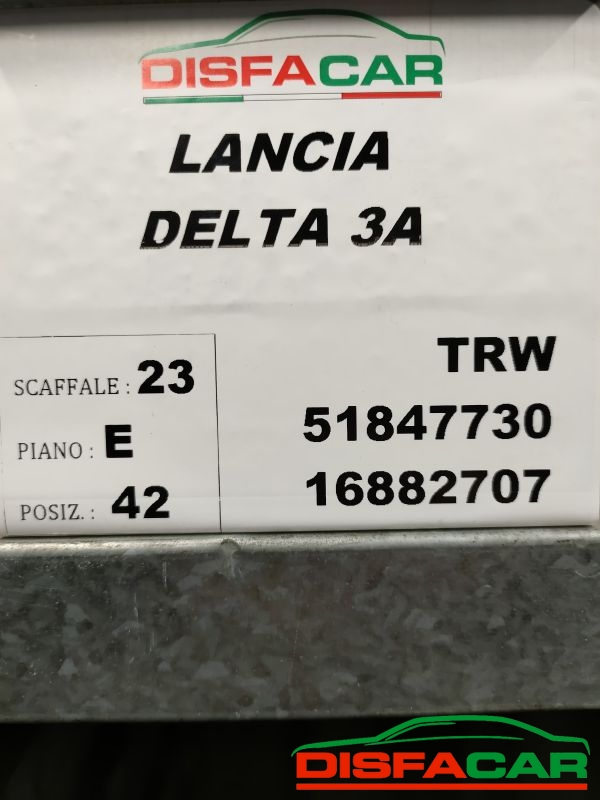 DISFACAR
LANCIA
DELTA 3A
SCAFFALE : 23
PIANO : E
POSIZ. : 42
TRW
51847730
16882707
DISFACAR